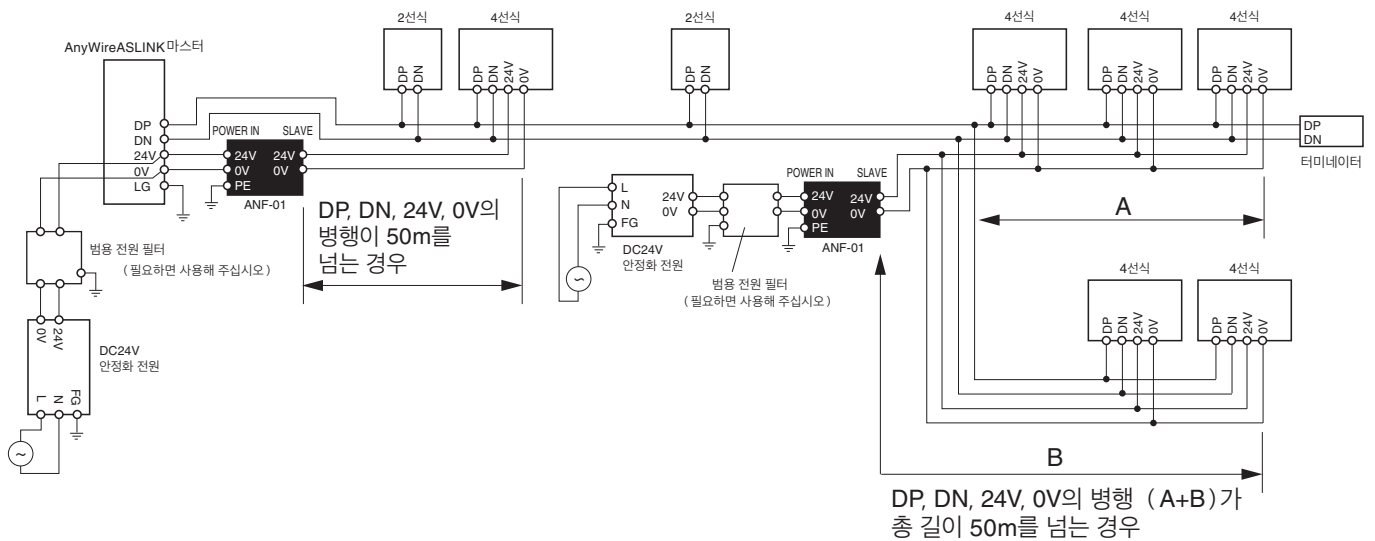 2선식
4선식
2선식
4선식
4선식
4선식
AnyWireASLINK마스터
DP
DN
DP
DN
24V
0V
DP
DN
DP
DN
24V
0V
DP
DN
24V
0V
DP
DN
24V
0V
DP
DN
24V
0V
LG
POWER IN
SLAVE
24V
0V
PE
24V
0V
ANF-01
DP
DN
터미네이터
범용 전원 필터
(필요하면 사용해 주십시오)
0V
24V
DC24V
안정화 전원
L
N
FG
~
DP, DN, 24V, 0V의
병행이 50m를
넘는 경우
L
N
FG
24V
0V
DC24V
안정화 전원
~
범용 전원 필터
(필요하면 사용해 주십시오)
POWER IN
SLAVE
24V
0V
PE
24V
0V
ANF-01
A
4선식
4선식
DP
DN
24V
0V
DP
DN
24V
0V
B
DP, DN, 24V, 0V의 병행 (A+B)가
총 길이 50m를 넘는 경우